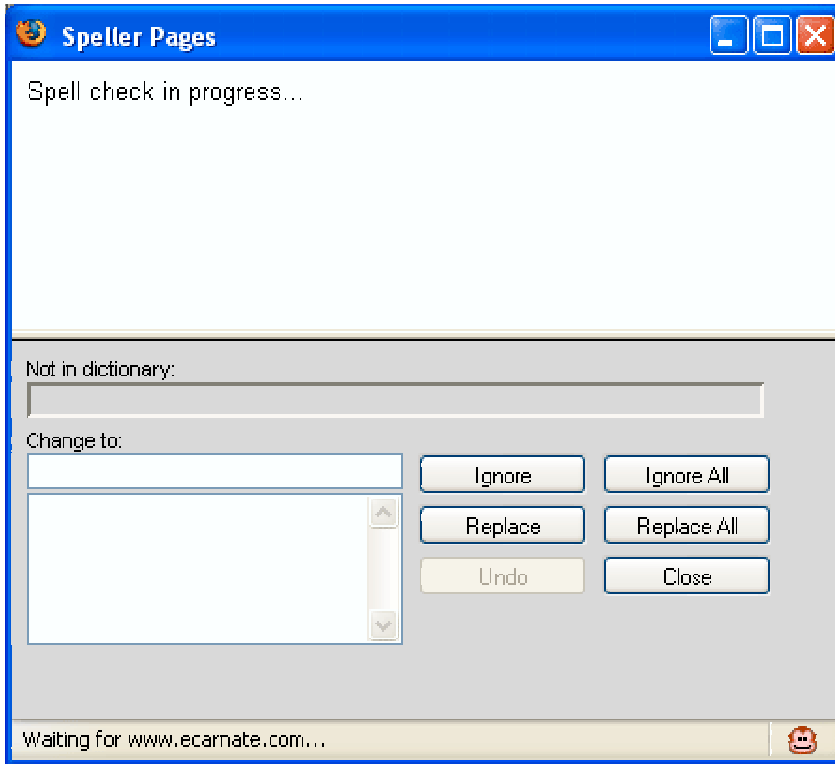 Speller Pages
Spell check in progress...
Not in dictionary:
Change to:
Ignore Ignore All
Replace Replace All
Undo Close
Waiting for www.ecarnate.com...